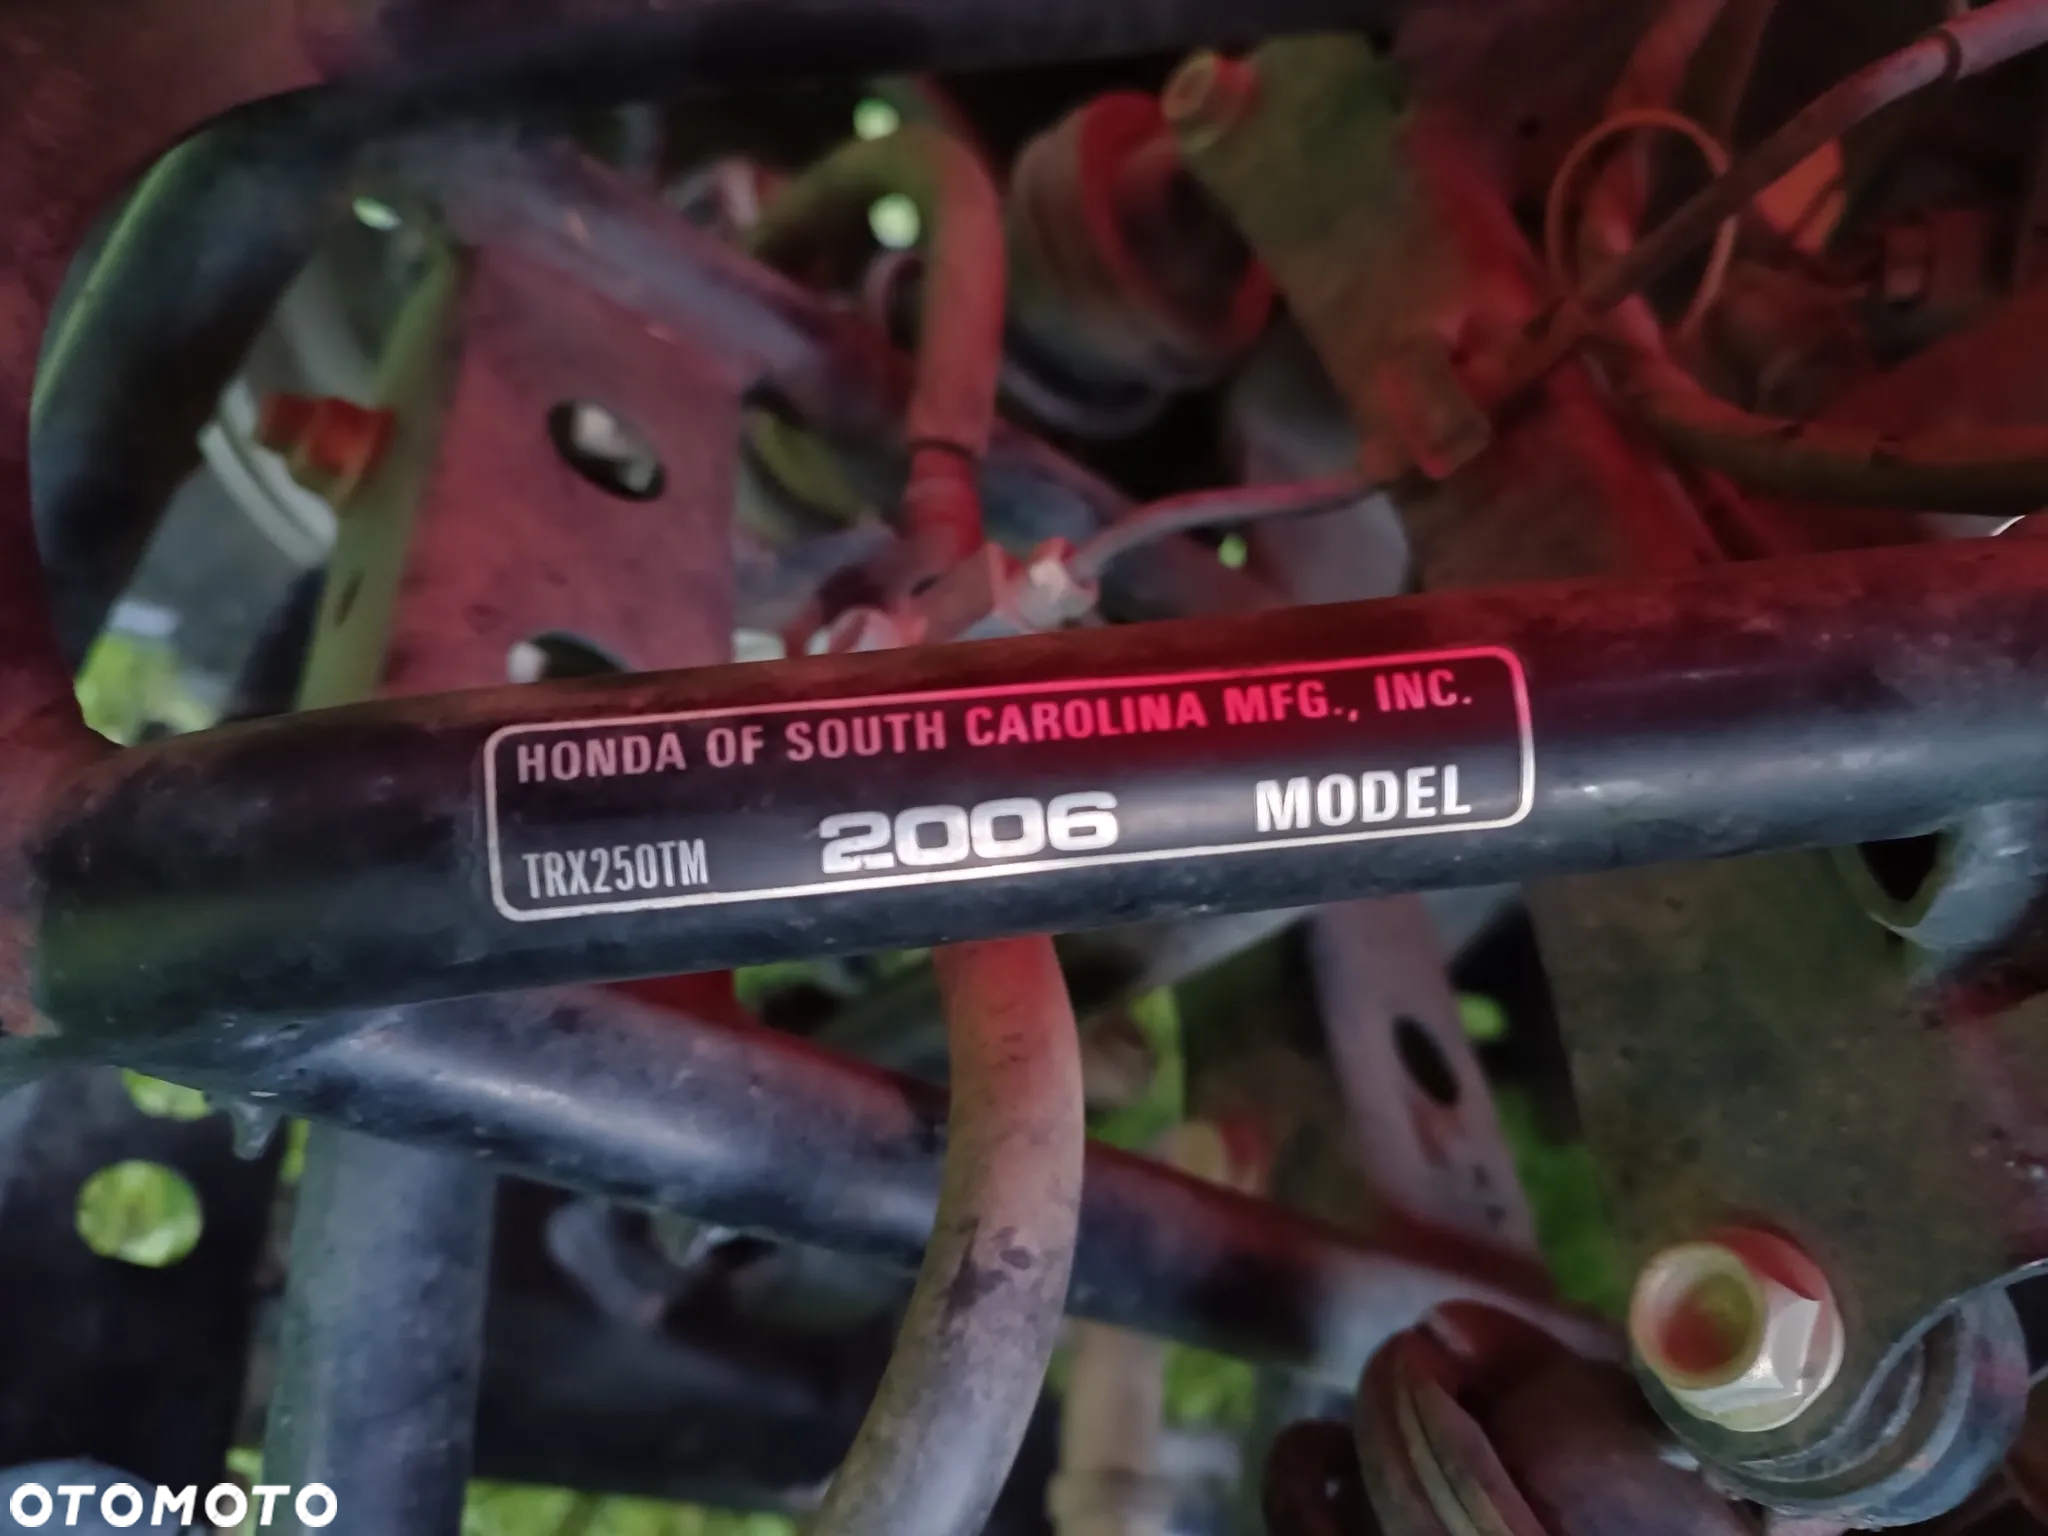 HONDA OF SOUTH CAROLINA MFG., INC.
TRX250TM 2006 MODEL
OTOMOTO